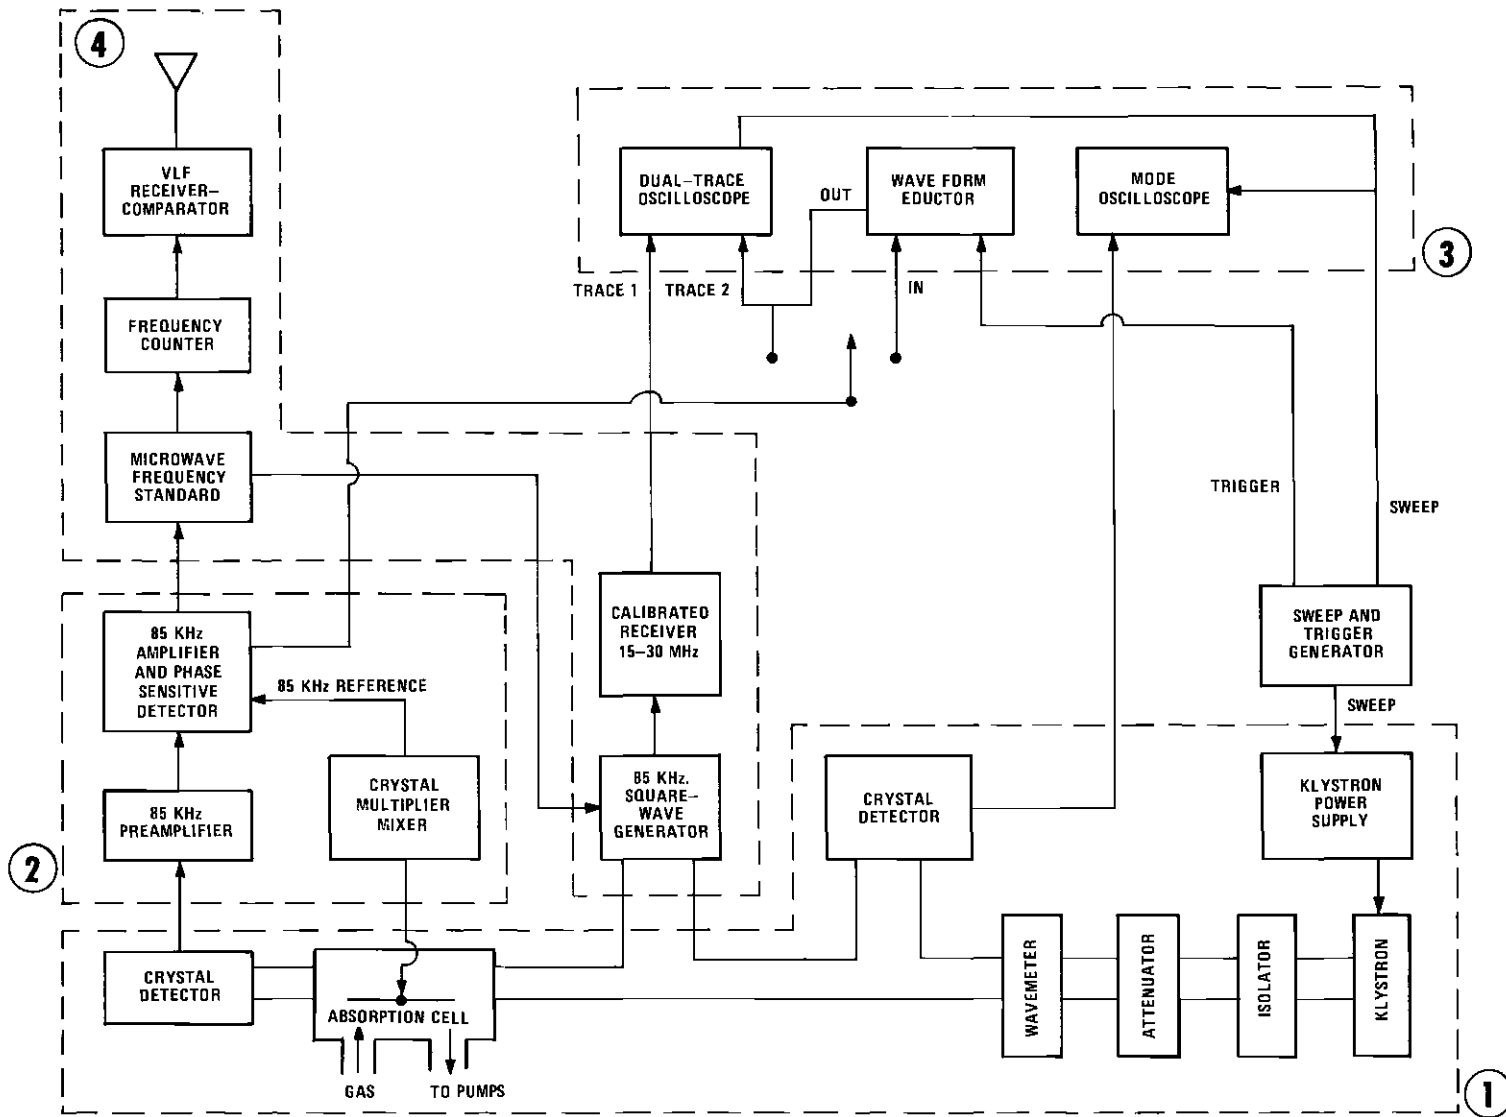 4
VLF
RECEIVER–
COMPARATOR
FREQUENCY
COUNTER
MICROWAVE
FREQUENCY
STANDARD
DUAL–TRACE
OSCILLOSCOPE
OUT
WAVE FDRM
EDUCTOR
MODE
OSCILLOSCOPE
3
TRACE 1
TRACE 2
IN
TRIGGER
SWEEP
2
85 KHz
AMPLIFIER
AND PHASE
SENSITIVE
DETECTOR
85 KHz REFERENCE
85 KHz
PREAMPLIFIER
CRYSTAL
MULTIPLIER
MIXER
CALIBRATED
RECEIVER
15–30 MHz
85 KHz.
SQUARE–
WAVE
GENERATOR
SWEEP AND
TRIGGER
GENERATOR
SWEEP
CRYSTAL
DETECTOR
KLYSTRON
POWER
SUPPLY
CRYSTAL
DETECTOR
ABSORPTION CELL
GAS
TO PUMPS
WAVEMETER
ATTENUATOR
ISOLATOR
KLYSTRON
1